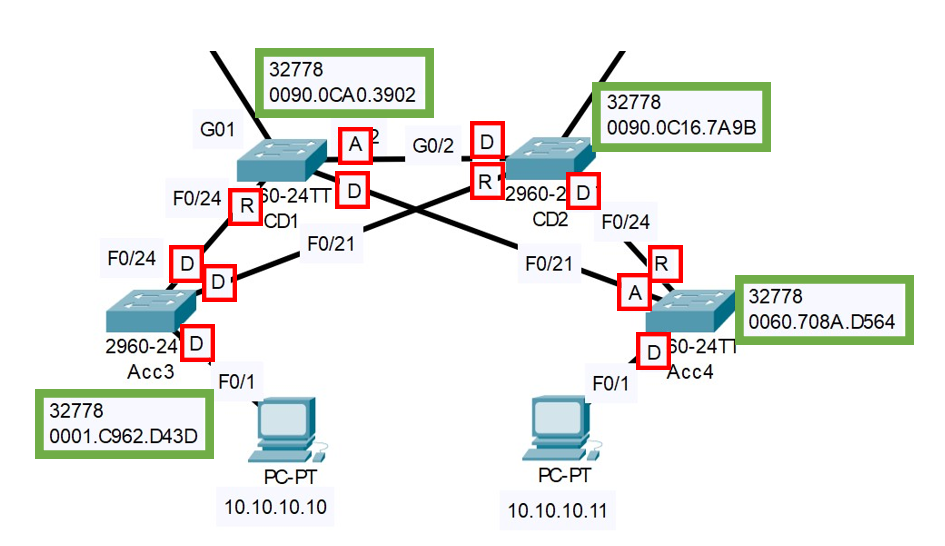 32778
0090.0CA0.3902
32778
0090.0C16.7A9B
G01
A
2
G0/2
D
F0/24
R
60-24TT
D
CD1
R
2960-2
D
CD2
F0/24
F0/21
F0/24
D
D
F0/21
R
A
32778
0060.708A.D564
2960-24
D
Acc3
D
60-24TT
Acc4
F0/1
F0/1
32778
0001.C962.D43D
PC-PT
10.10.10.10
PC-PT
10.10.10.11